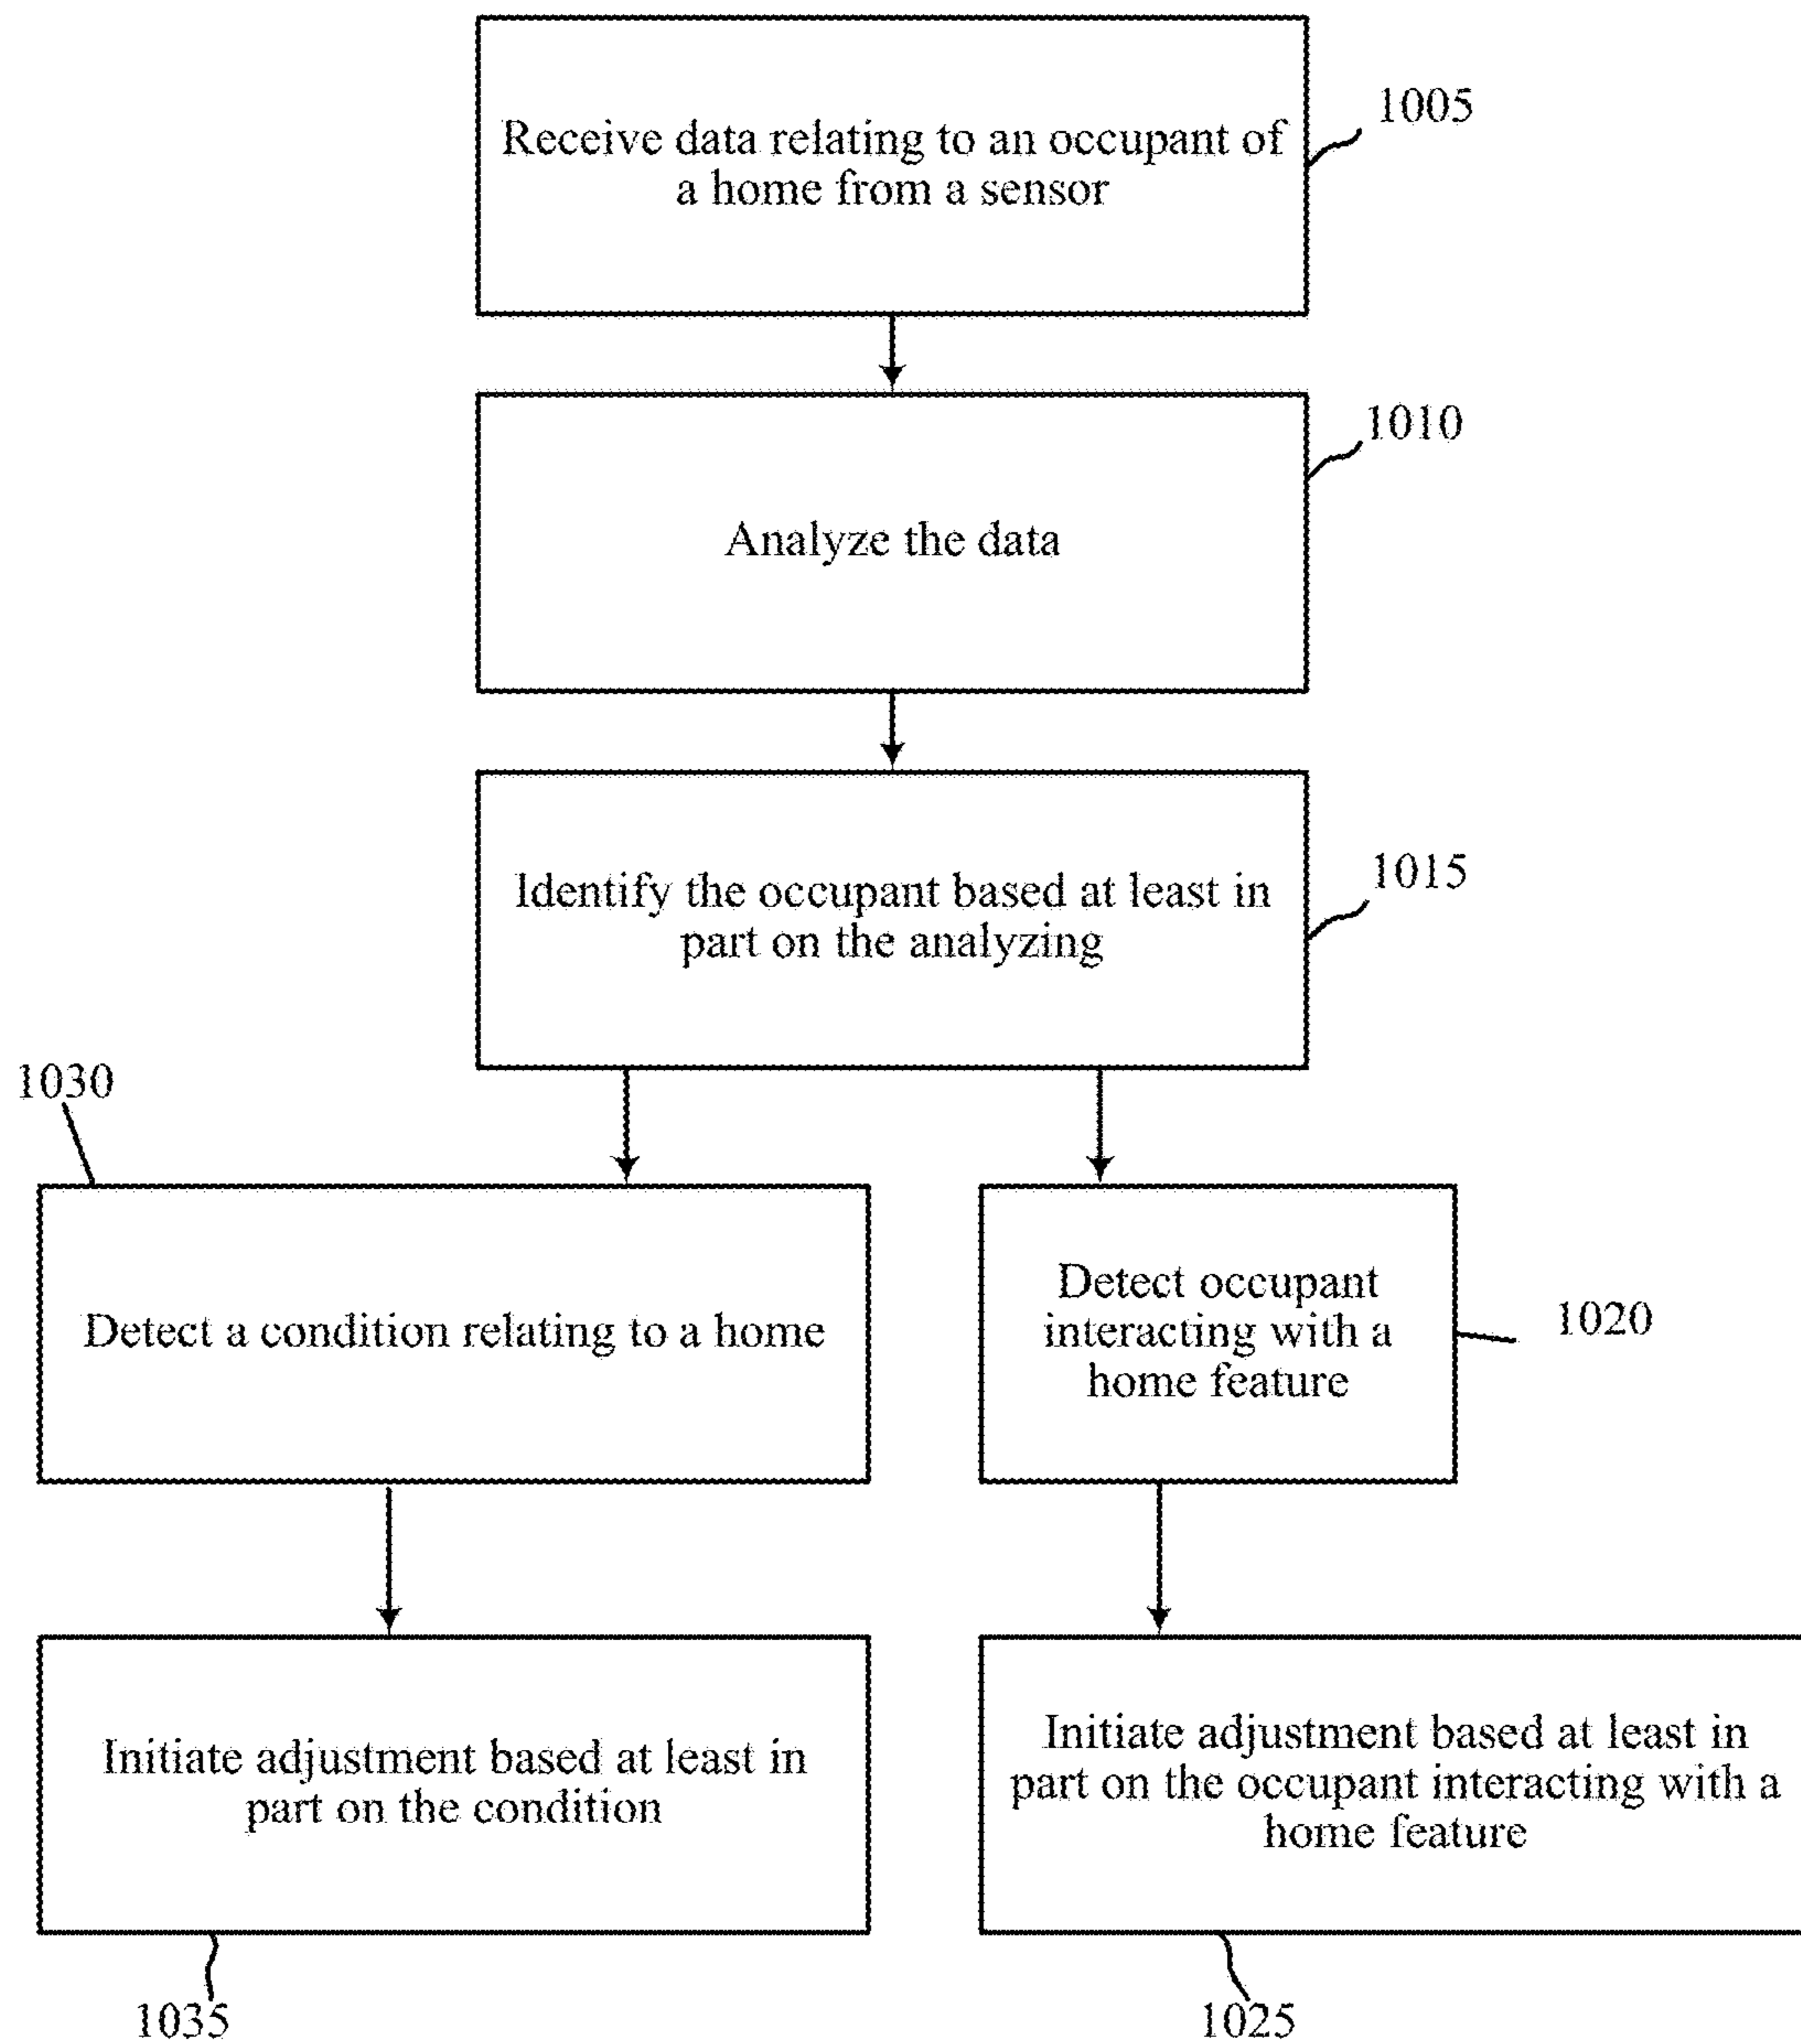 Receive data relating to an occupant of
a home from a sensor
1005
Analyze the data
1010
Identify the occupant based at least in
part on the analyzing
1015
1030
Detect a condition relating to a home
Detect occupant
interacting with a
home feature
1020
Initiate adjustment based at least in
part on the condition
1035
Initiate adjustment based at least in
part on the occupant interacting with a
home feature
1025